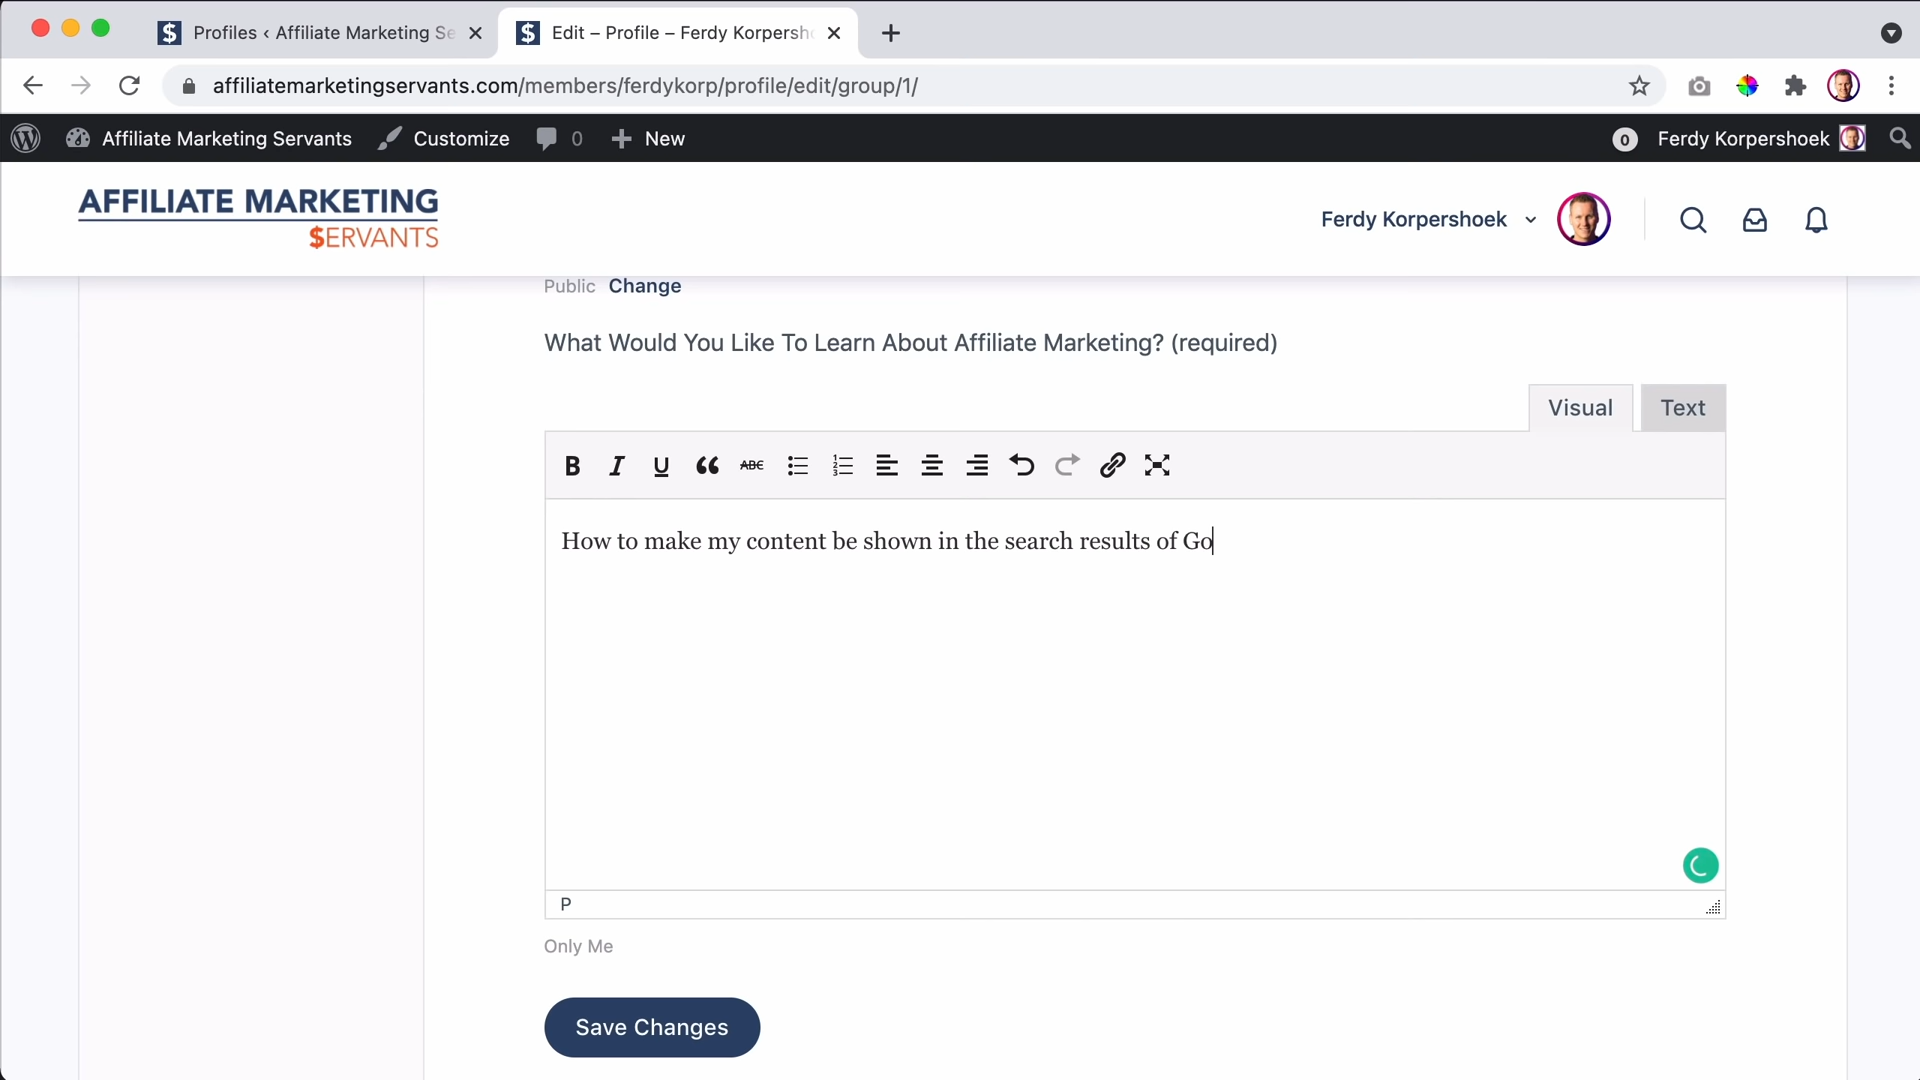 Profiles ‹ Affiliate Marketing Se
Edit – Profile – Ferdy Korpersh
affiliatemarketingservants.com/members/ferdykorp/profile/edit/group/1/
Affiliate Marketing Servants
Customize
0
New
0
Ferdy Korpershoek
AFFILIATE MARKETING
$ERVANTS
Ferdy Korpershoek
Public Change
What Would You Like To Learn About Affiliate Marketing? (required)
Visual
Text
B I U ABC
How to make my content be shown in the search results of Go
P
Only Me
Save Changes